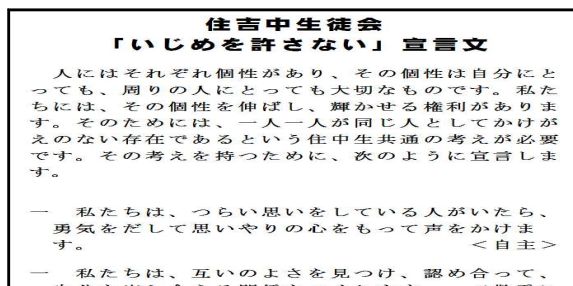 住吉中生徒会
「いじめを許さない」宣言文
人にはそれぞれ個性があり、その個性は自分にと
っても、周りの人にとっても大切なものです。私た
ちには、その個性を伸ばし、輝かせる権利がありま
す。そのためには、一人一人が同じ人としてかけが
えのない存在であるという住中生共通の考えが必要
です。その考えを持つために、次のように宣言しま
す。
一 私たちは、つらい思いをしている人がいたら、
勇気をだして思いやりの心をもって声をかけま
す。 ＜自主＞
一 私たちは、互いのよさを見つけ、認め合って、